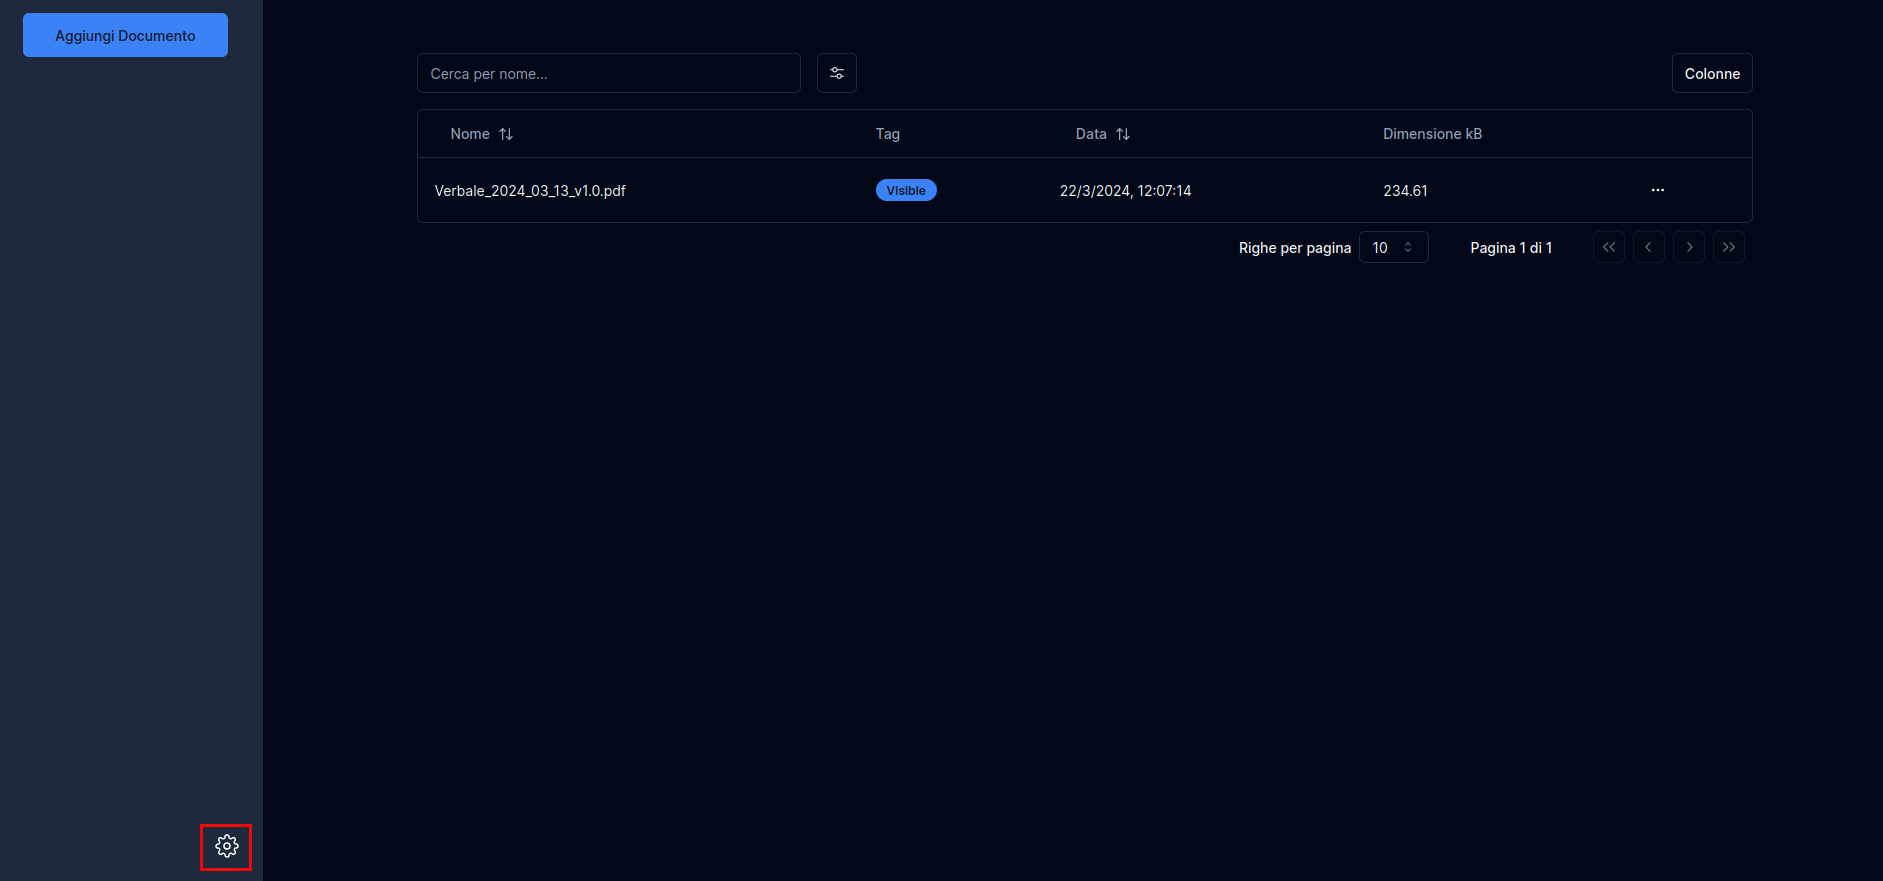 Aggiungi Documento
Cerca per nome...
Colonne
Nome Tag Data Dimensione kB
Verbale_2024_03_13_v1.0.pdf Visible 22/3/2024, 12:07:14 234.61 ...
Righe per pagina 10 Pagina 1 di 1